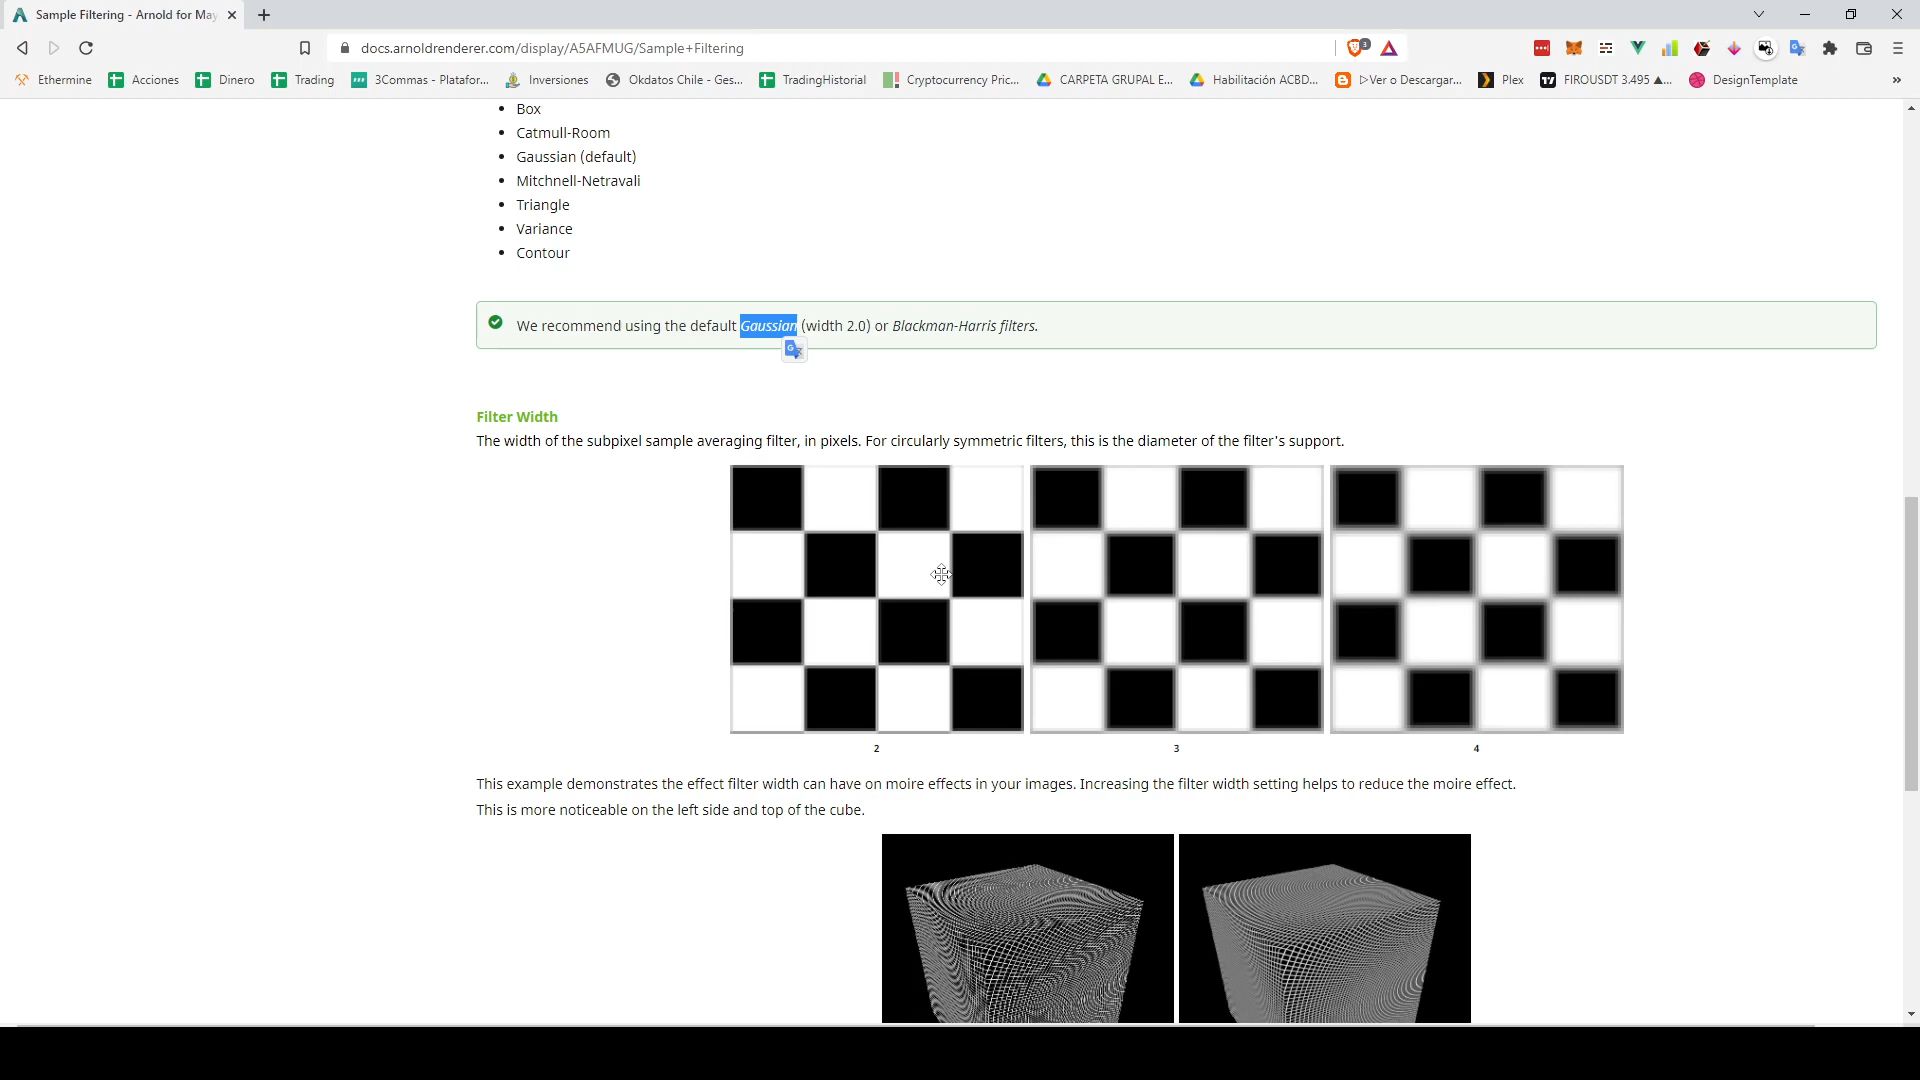 Sample Filtering - Arnold for May
docs.arnoldrenderer.com/display/A5AFMUG/Sample+Filtering
3
Ethermine
Acciones
Dinero
Trading
3Commas - Platafor...
Inversiones
Okdatos Chile - Ges...
TradingHistorial
Cryptocurrency Pric...
CARPETA GRUPAL E...
Habilitación ACBD...
▷Ver o Descargar...
Plex
FIROUSDT 3.495 ▲...
DesignTemplate
»
• Box
• Catmull-Room
• Gaussian (default)
• Mitchnell-Netravali
• Triangle
• Variance
• Contour
We recommend using the default Gaussian (width 2.0) or Blackman-Harris filters.
Filter Width
The width of the subpixel sample averaging filter, in pixels. For circularly symmetric filters, this is the diameter of the filter's support.
2
3
4
This example demonstrates the effect filter width can have on moire effects in your images. Increasing the filter width setting helps to reduce the moire effect.
This is more noticeable on the left side and top of the cube.